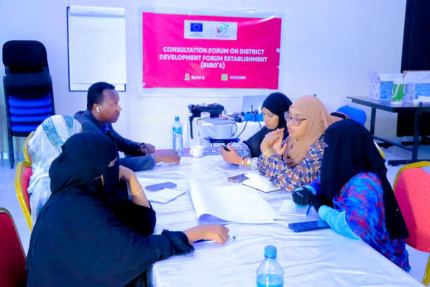 CONSULTATION FORUM ON DISTRICT
DEVELOPMENT FORUM ESTABLISHMENT
(BURO'A)